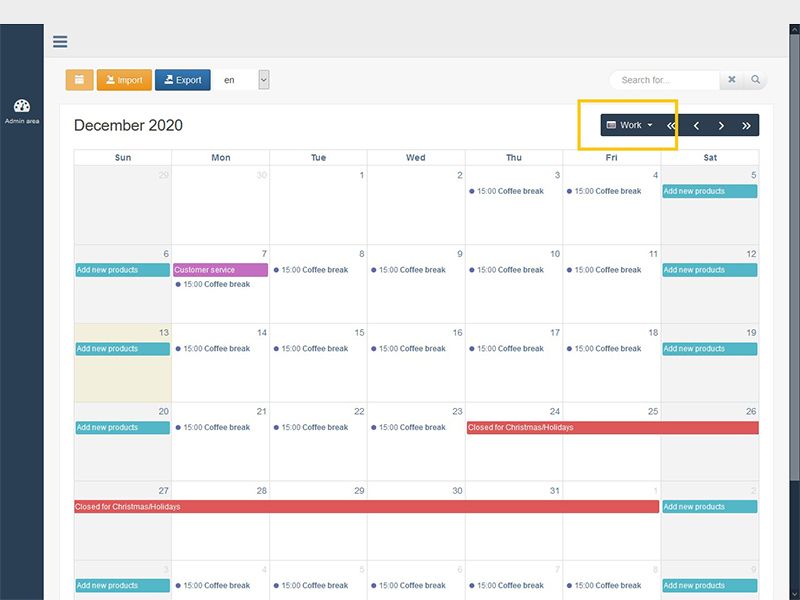 Import
Export
en
Search for...
Admin area
December 2020
Work
Sun Mon Tue Wed Thu Fri Sat
29 30 1 2 3 4 5
15:00 Coffee break 15:00 Coffee break Add new products
6 7 8 9 10 11 12
Add new products Customer service 15:00 Coffee break 15:00 Coffee break 15:00 Coffee break 15:00 Coffee break Add new products
15:00 Coffee break
13 14 15 16 17 18 19
Add new products 15:00 Coffee break 15:00 Coffee break 15:00 Coffee break 15:00 Coffee break 15:00 Coffee break Add new products
20 21 22 23 24 25 26
Add new products 15:00 Coffee break 15:00 Coffee break 15:00 Coffee break Closed for Christmas/Holidays
27 28 29 30 31 1 2
Closed for Christmas/Holidays Add new products
3 4 5 6 7 8 9
Add new products 15:00 Coffee break 15:00 Coffee break 15:00 Coffee break 15:00 Coffee break 15:00 Coffee break Add new products